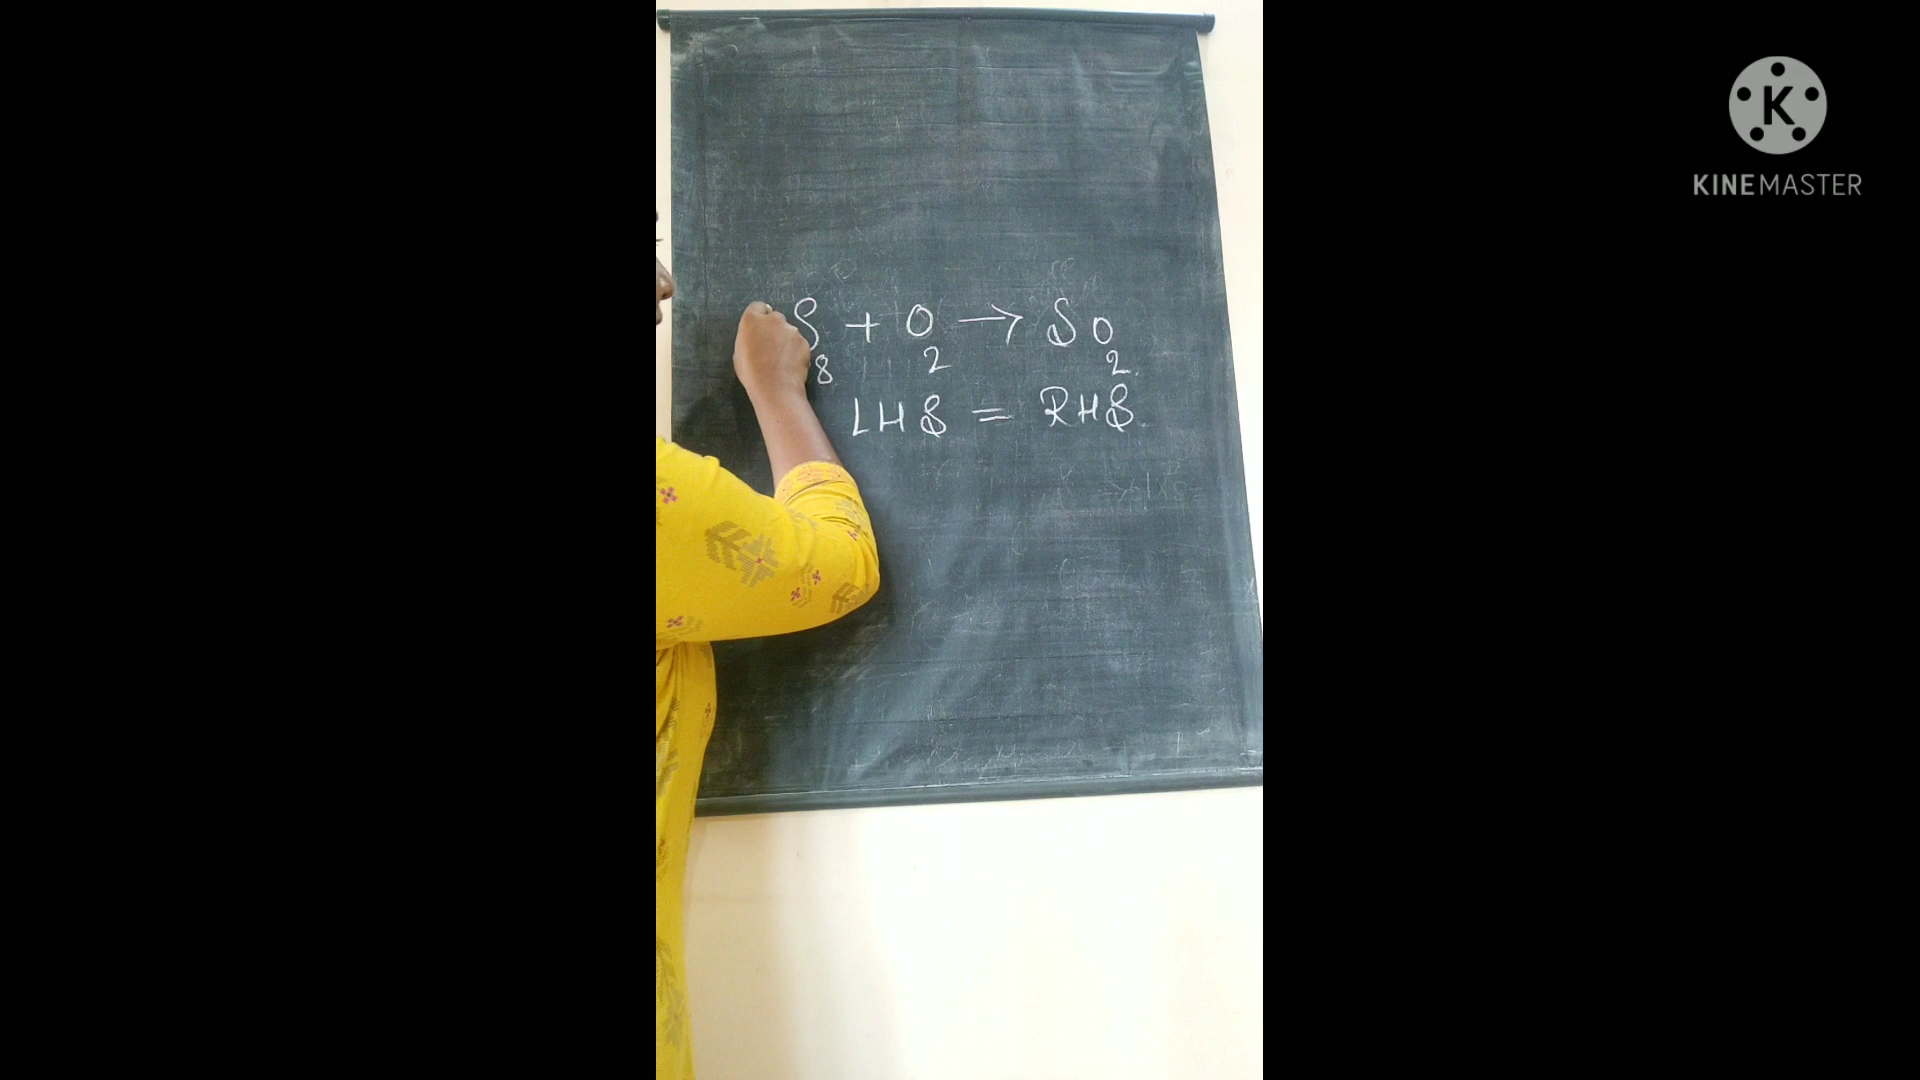 S8 + O2 → SO2.
LHS = RHS.
KINEMASTER